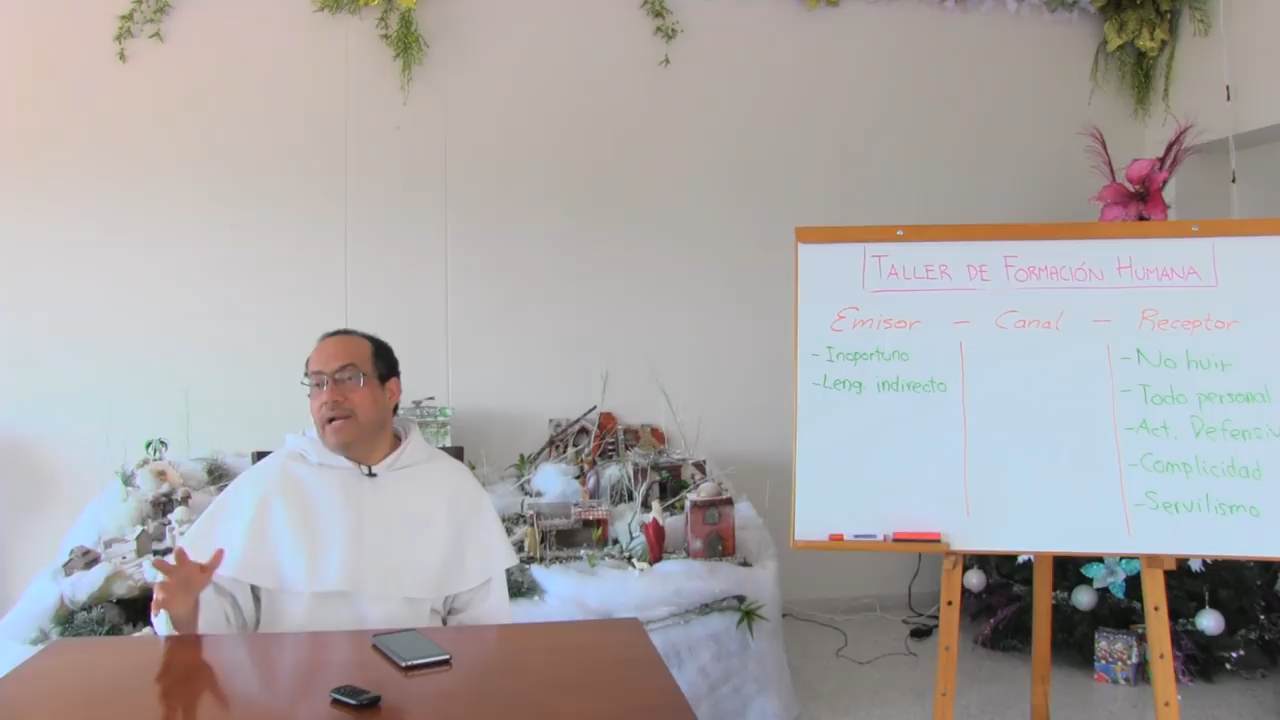 TALLER DE FORMACIÓN HUMANA
Emisor - Canal - Receptor
- Inoportuno
- Leng. indirecto
- No huir
- Todo personal
- Act. Defensiv
- Complicidad
- Servilismo